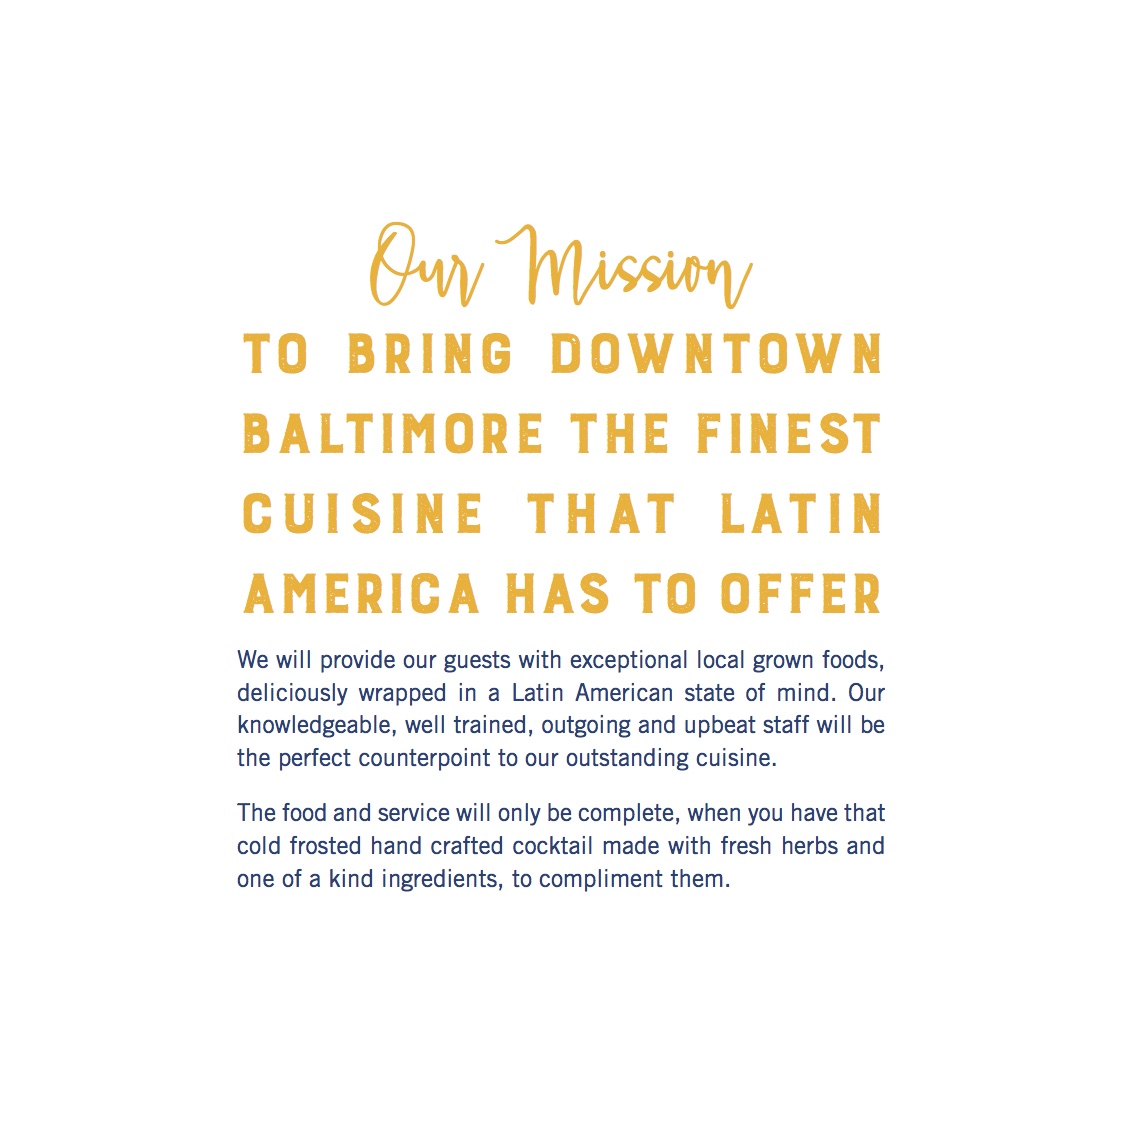 Our Mission
TO BRING DOWNTOWN
BALTIMORE THE FINEST
CUISINE THAT LATIN
AMERICA HAS TO OFFER
We will provide our guests with exceptional local grown foods,
deliciously wrapped in a Latin American state of mind. Our
knowledgeable, well trained, outgoing and upbeat staff will be
the perfect counterpoint to our outstanding cuisine.
The food and service will only be complete, when you have that
cold frosted hand crafted cocktail made with fresh herbs and
one of a kind ingredients, to compliment them.